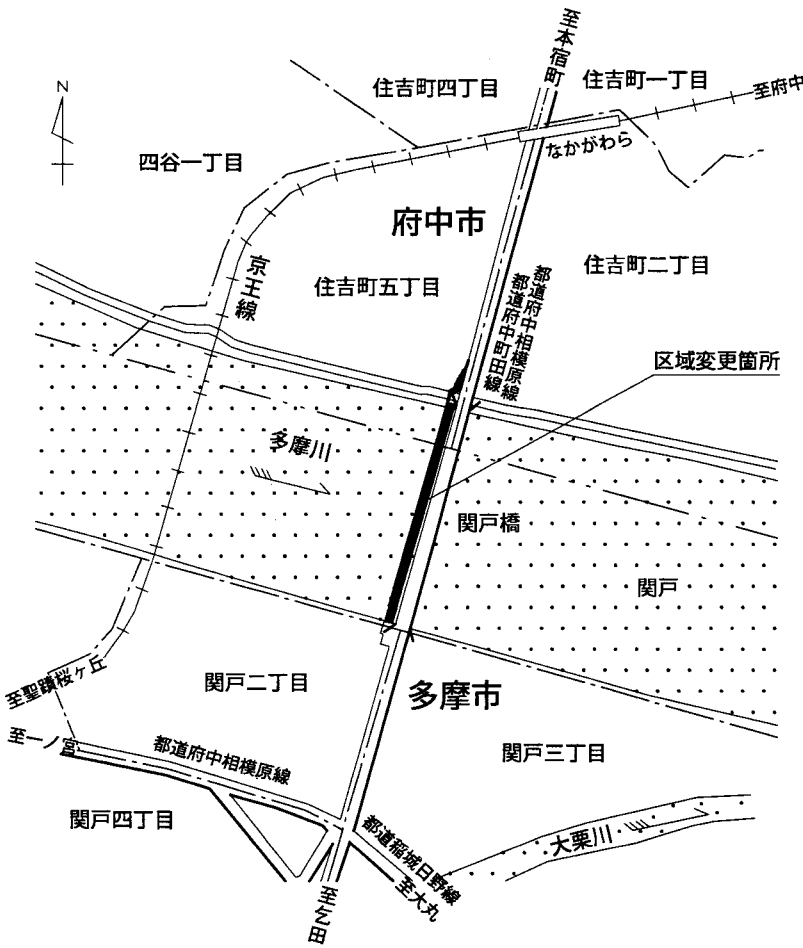 至本宿町
住吉町四丁目
住吉町一丁目
至府中
N
なかがわら
四谷一丁目
府中市
京王線
住吉町五丁目
住吉町二丁目
都道府中相模原線
都道府中町田線
区域変更箇所
多摩川
関戸橋
関戸
至聖蹟桜ヶ丘
関戸二丁目
多摩市
至一ノ宮
都道府中相模原線
関戸三丁目
関戸四丁目
都道稲城日野線
大栗川
至大丸
至乞田